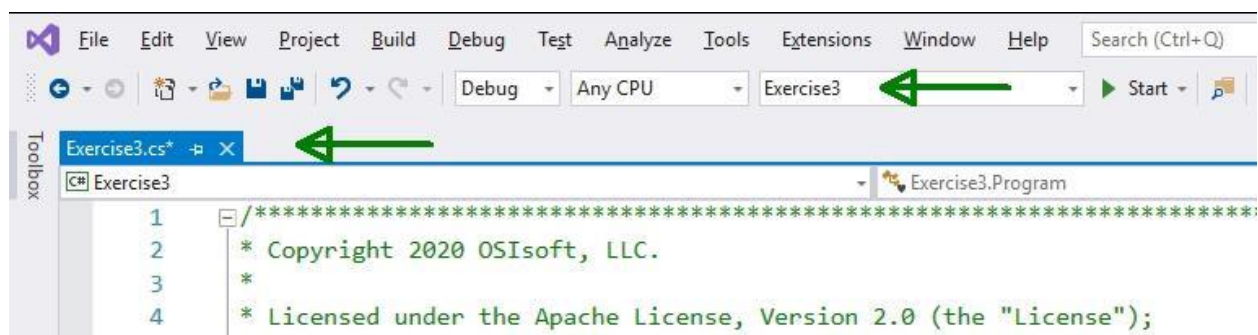 File Edit View Project Build Debug Test Analyze Tools Extensions Window Help Search (Ctrl+Q)
Debug Any CPU Exercise3 Start
Toolbox
Exercise3.cs*
C# Exercise3 Exercise3.Program
1 /******************************************************************************
2 * Copyright 2020 OSIsoft, LLC.
3 *
4 * Licensed under the Apache License, Version 2.0 (the "License");